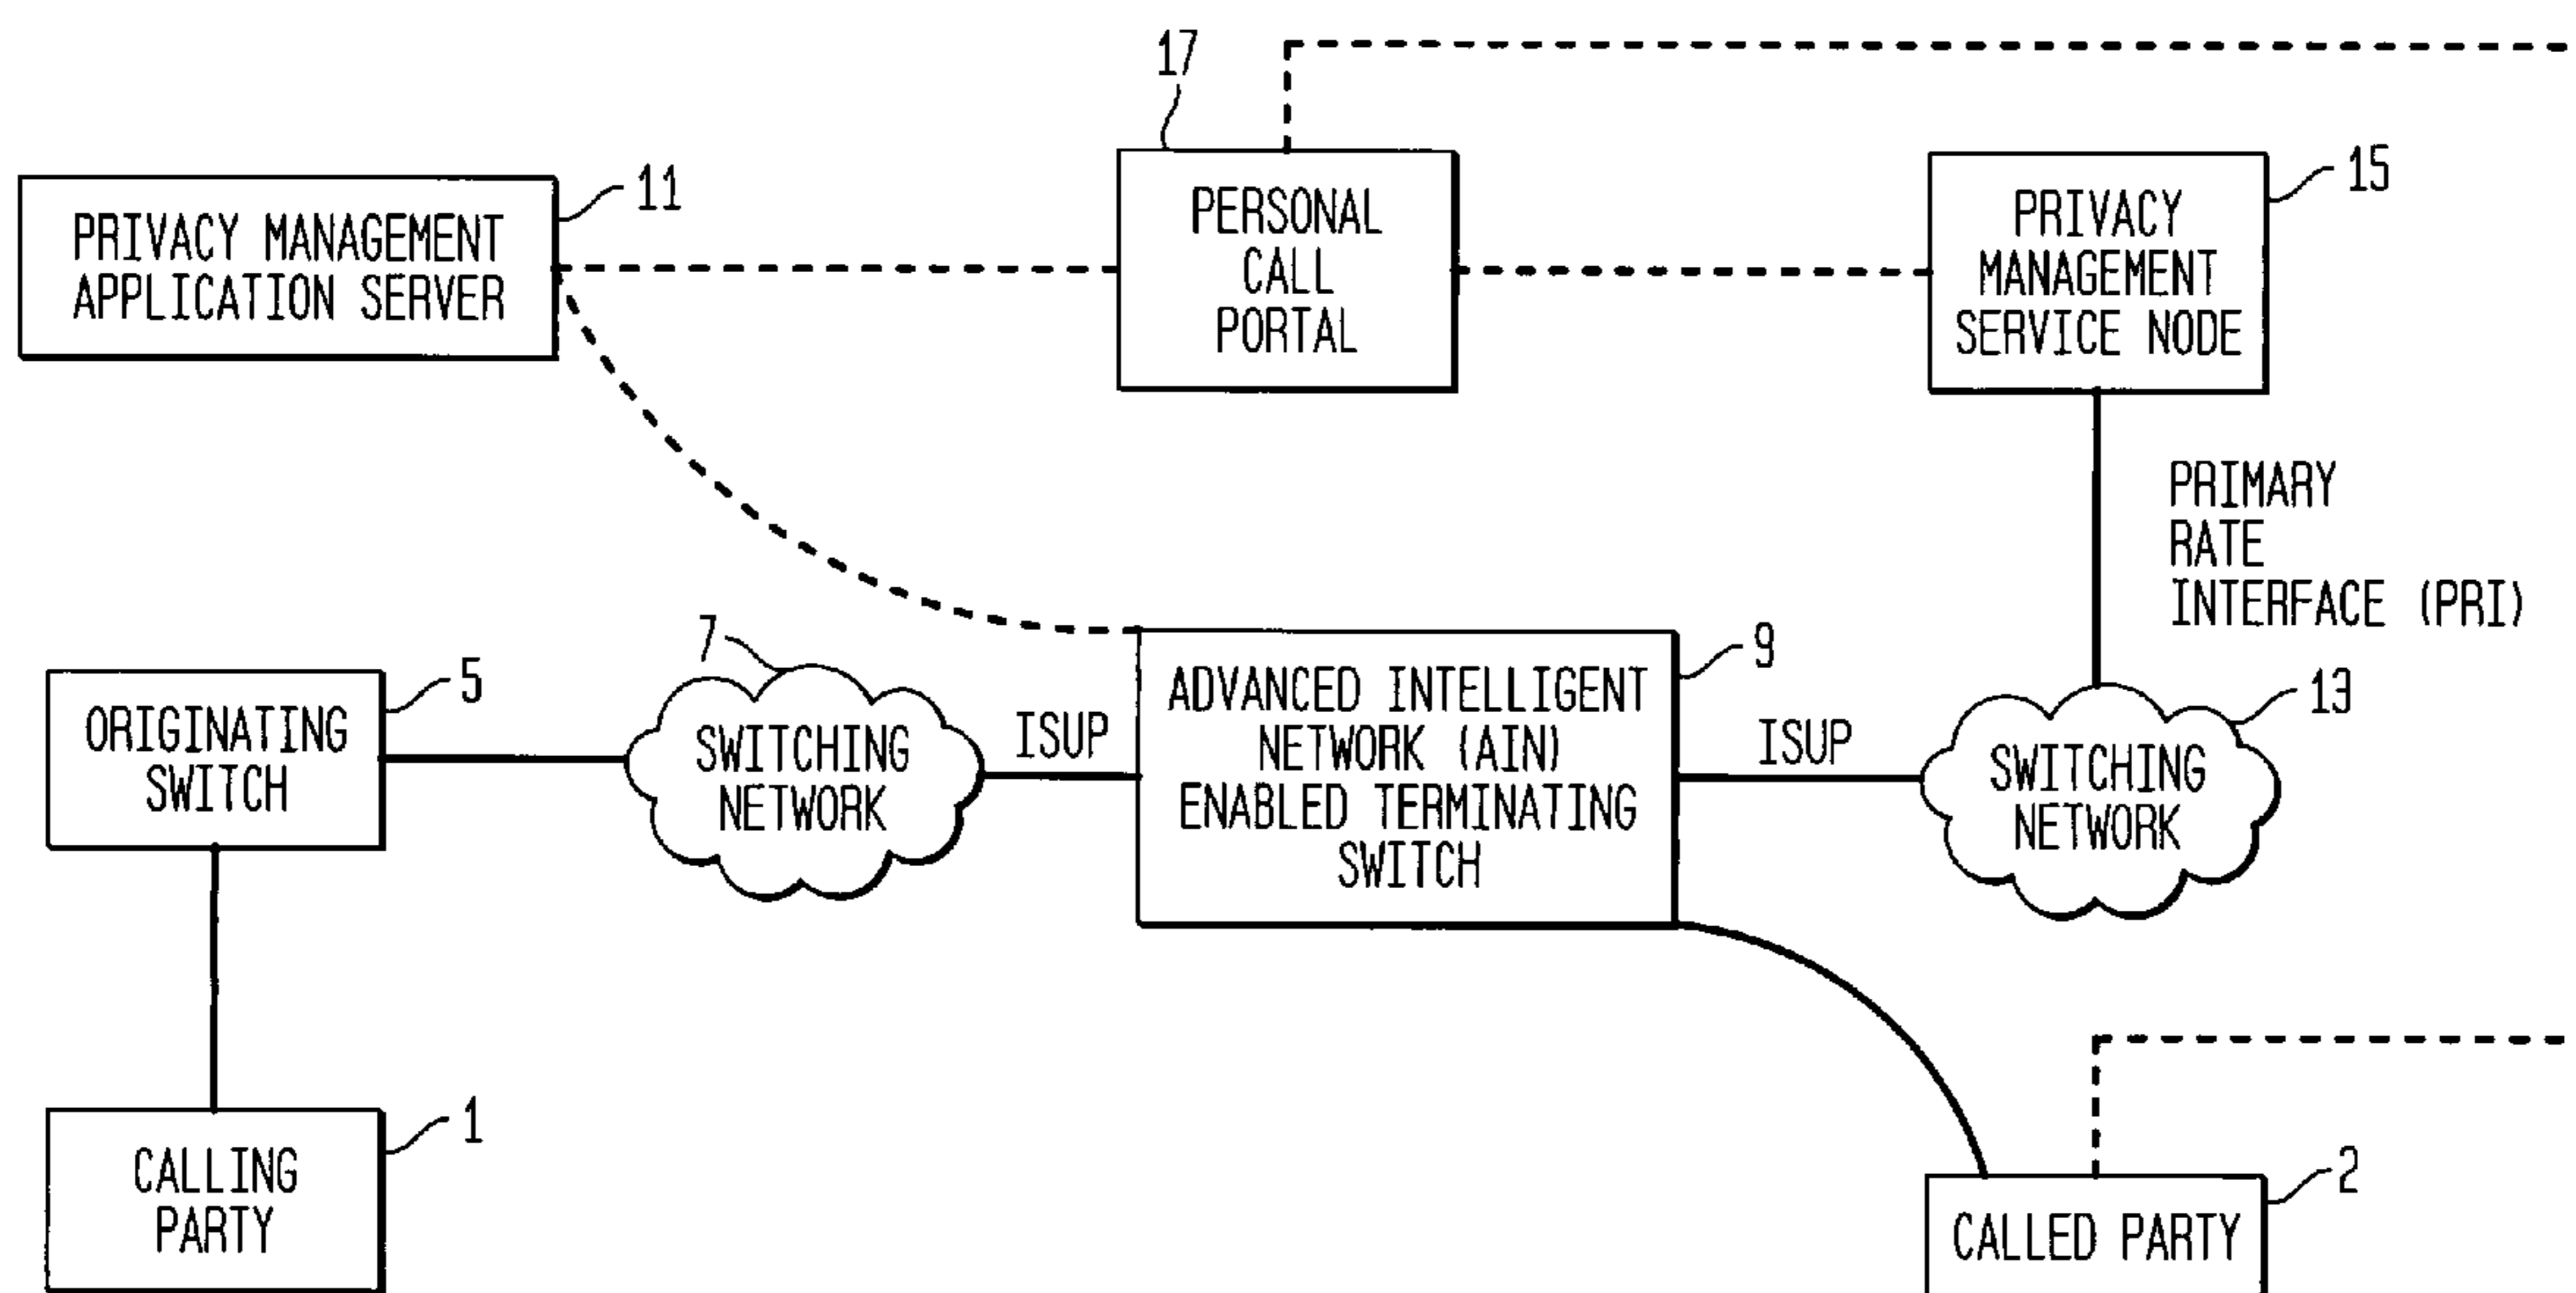 17
11
PRIVACY MANAGEMENT
APPLICATION SERVER
PERSONAL
CALL
PORTAL
15
PRIVACY
MANAGEMENT
SERVICE NODE
PRIMARY
RATE
INTERFACE (PRI)
5
ORIGINATING
SWITCH
7
SWITCHING
NETWORK
ISUP
9
ADVANCED INTELLIGENT
NETWORK (AIN)
ENABLED TERMINATING
SWITCH
ISUP
13
SWITCHING
NETWORK
1
CALLING
PARTY
2
CALLED PARTY